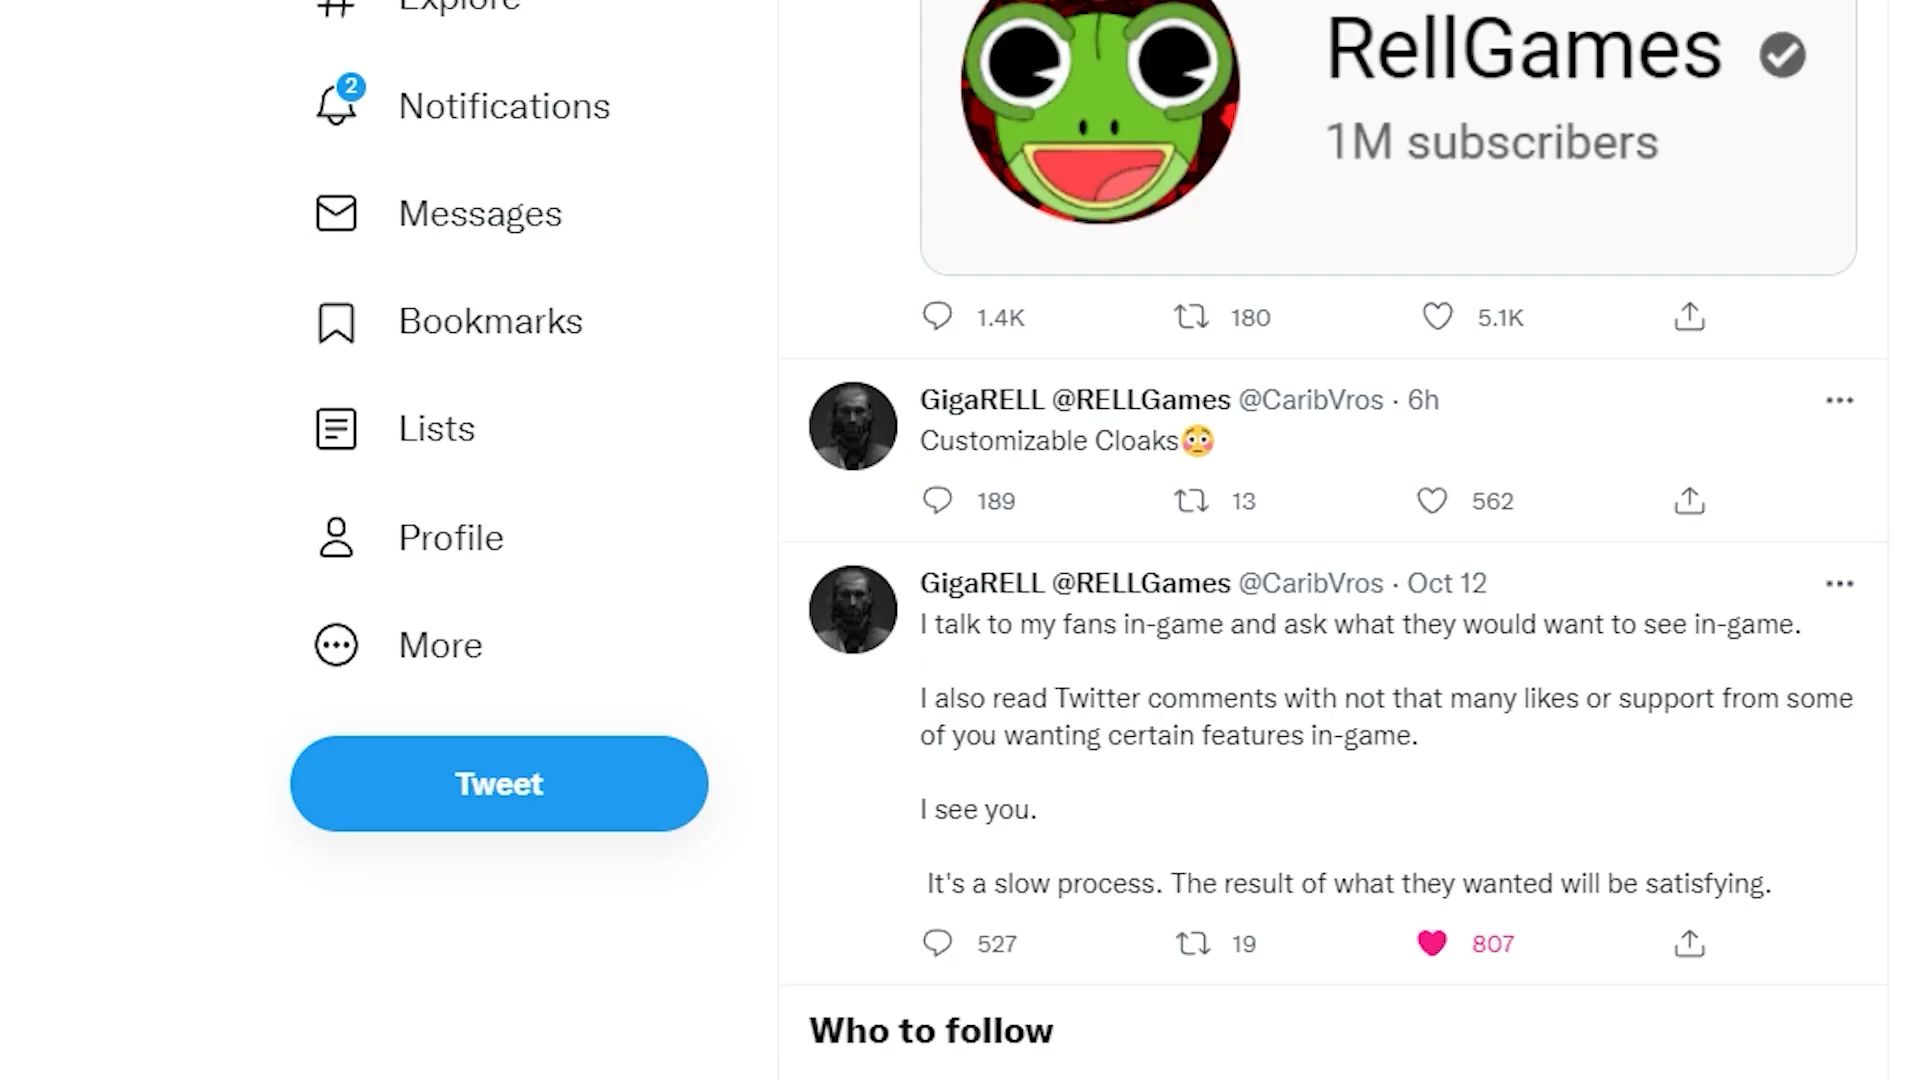 Explore
2
Notifications
Messages
Bookmarks
Lists
Profile
More
Tweet
RellGames
1M subscribers
1.4K 180 5.1K
GigaRELL @RELLGames @CaribVros · 6h
Customizable Cloaks😳
189 13 562
GigaRELL @RELLGames @CaribVros · Oct 12
I talk to my fans in-game and ask what they would want to see in-game.
I also read Twitter comments with not that many likes or support from some
of you wanting certain features in-game.
I see you.
It's a slow process. The result of what they wanted will be satisfying.
527 19 807
Who to follow